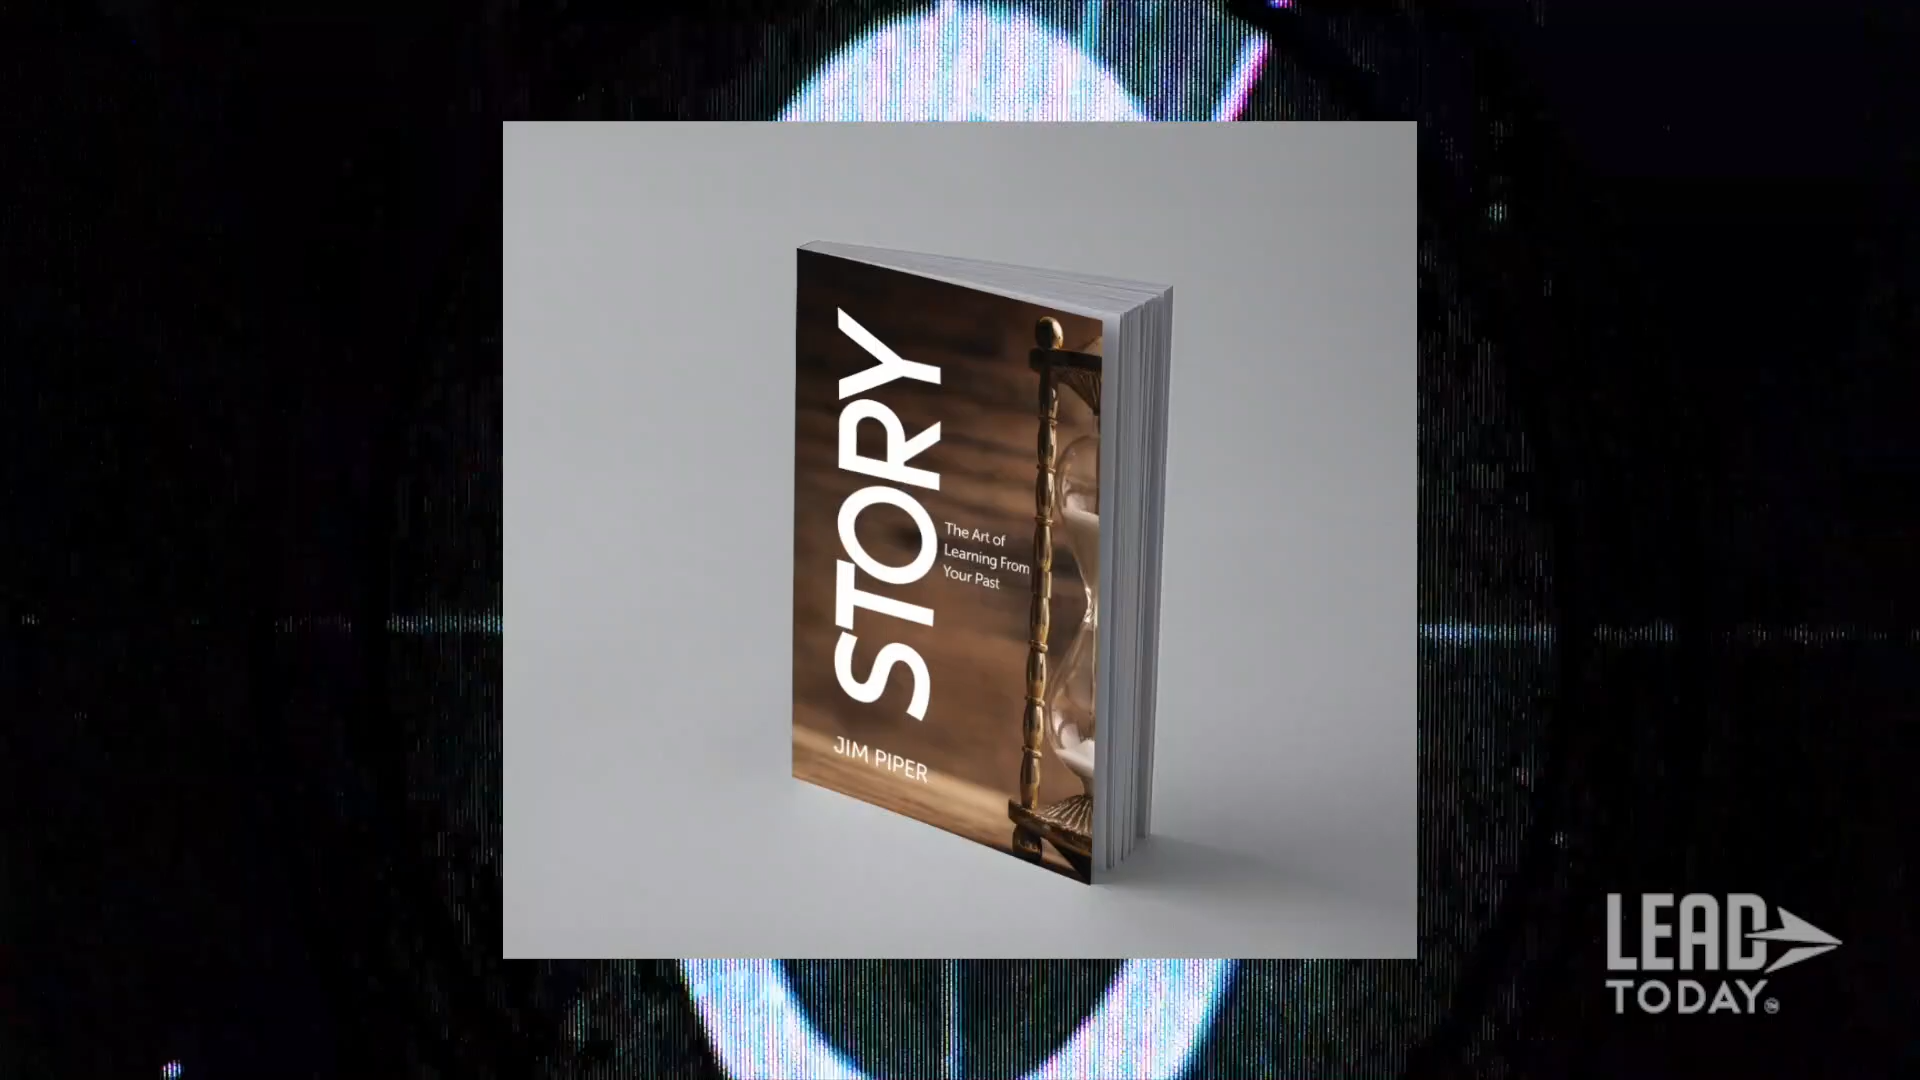 STORY
The Art of
Learning From
Your Past
JIM PIPER
LEAD
TODAY